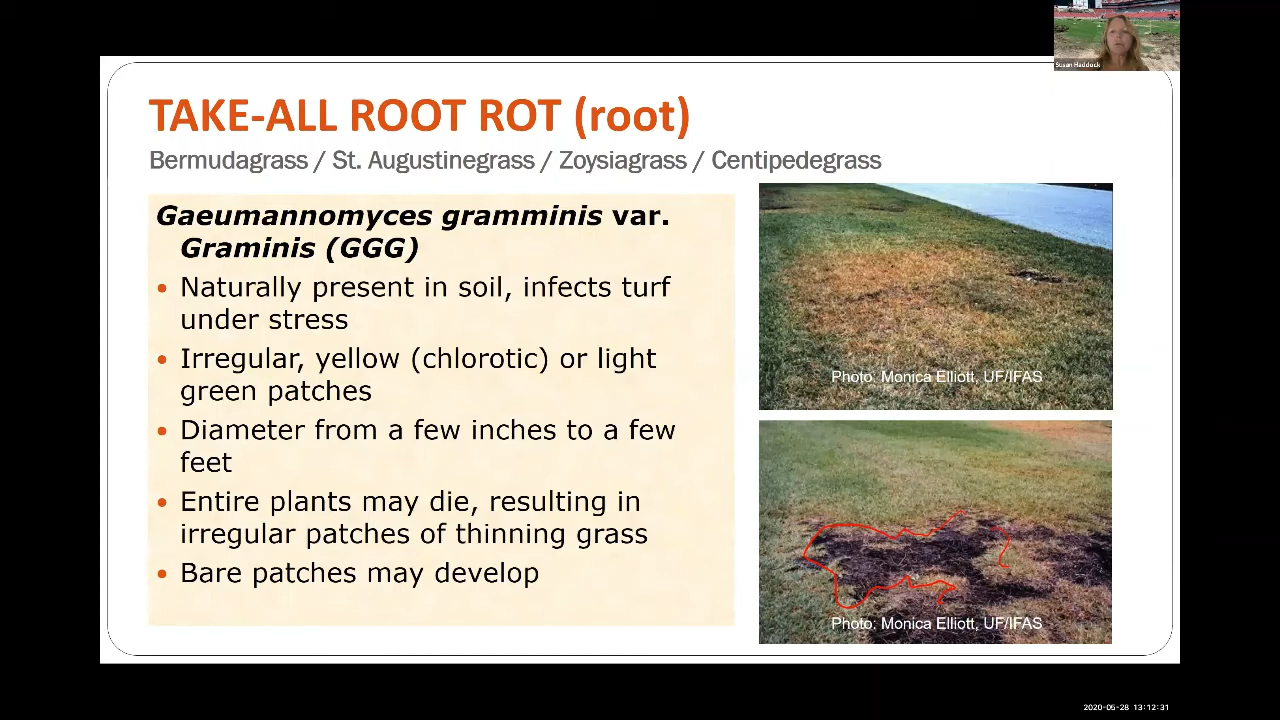 Susan Haddock
TAKE-ALL ROOT ROT (root)
Bermudagrass / St. Augustinegrass / Zoysiagrass / Centipedegrass
Gaeumannomyces gramminis var.
Graminis (GGG)
• Naturally present in soil, infects turf
under stress
• Irregular, yellow (chlorotic) or light
green patches
• Diameter from a few inches to a few
feet
• Entire plants may die, resulting in
irregular patches of thinning grass
• Bare patches may develop
Photo: Monica Elliott, UF/IFAS
Photo: Monica Elliott, UF/IFAS
2020-05-28 13:12:31